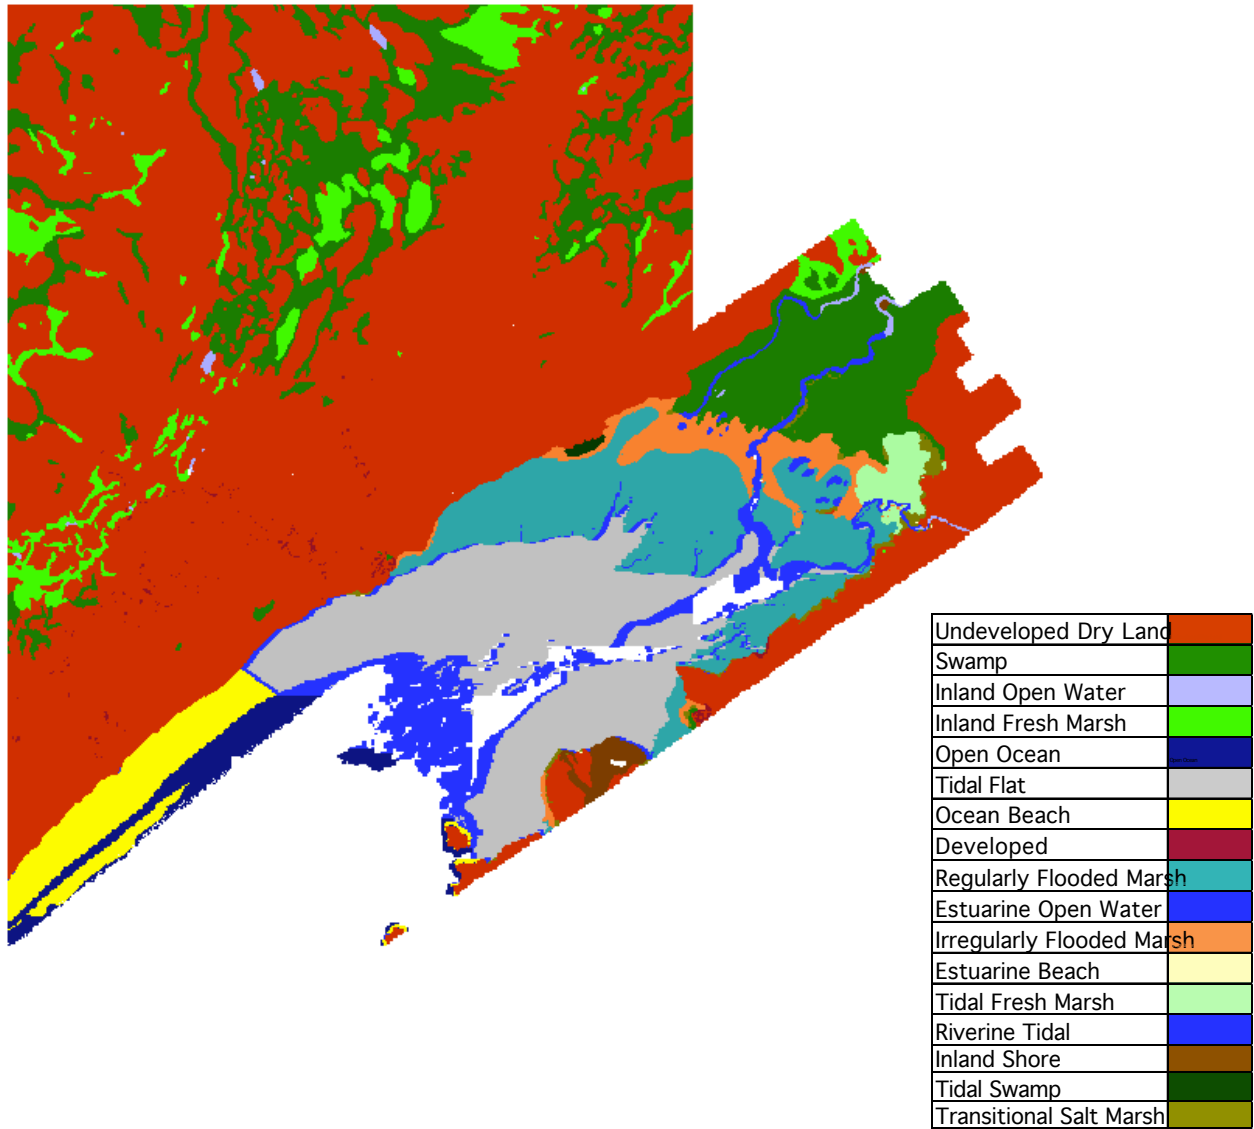 Undeveloped Dry Land
Swamp
Inland Open Water
Inland Fresh Marsh
Open Ocean
Tidal Flat
Ocean Beach
Developed
Regularly Flooded Marsh
Estuarine Open Water
Irregularly Flooded Marsh
Estuarine Beach
Tidal Fresh Marsh
Riverine Tidal
Inland Shore
Tidal Swamp
Transitional Salt Marsh